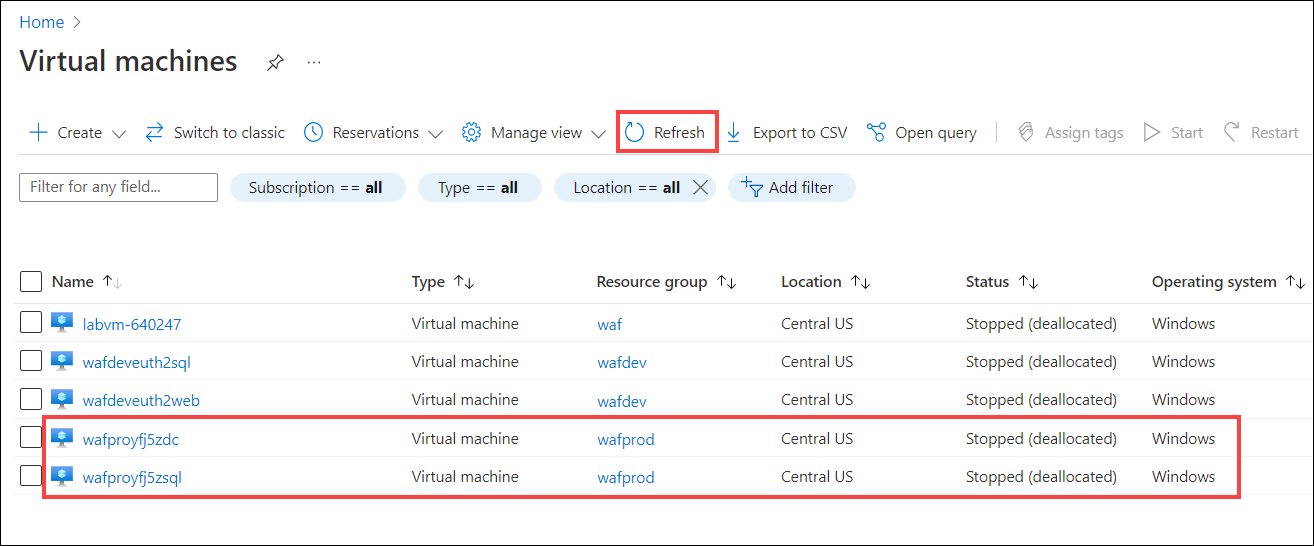 Home
Virtual machines ...
Create Switch to classic Reservations Manage view Refresh Export to CSV Open query Assign tags Start Restart
Filter for any field... Subscription == all Type == all Location == all Add filter
Name Type Resource group Location Status Operating system
labvm-640247 Virtual machine waf Central US Stopped (deallocated) Windows
wafdeveuth2sql Virtual machine wafdev Central US Stopped (deallocated) Windows
wafdeveuth2web Virtual machine wafdev Central US Stopped (deallocated) Windows
wafproyfj5zdc Virtual machine wafprod Central US Stopped (deallocated) Windows
wafproyfj5zsql Virtual machine wafprod Central US Stopped (deallocated) Windows